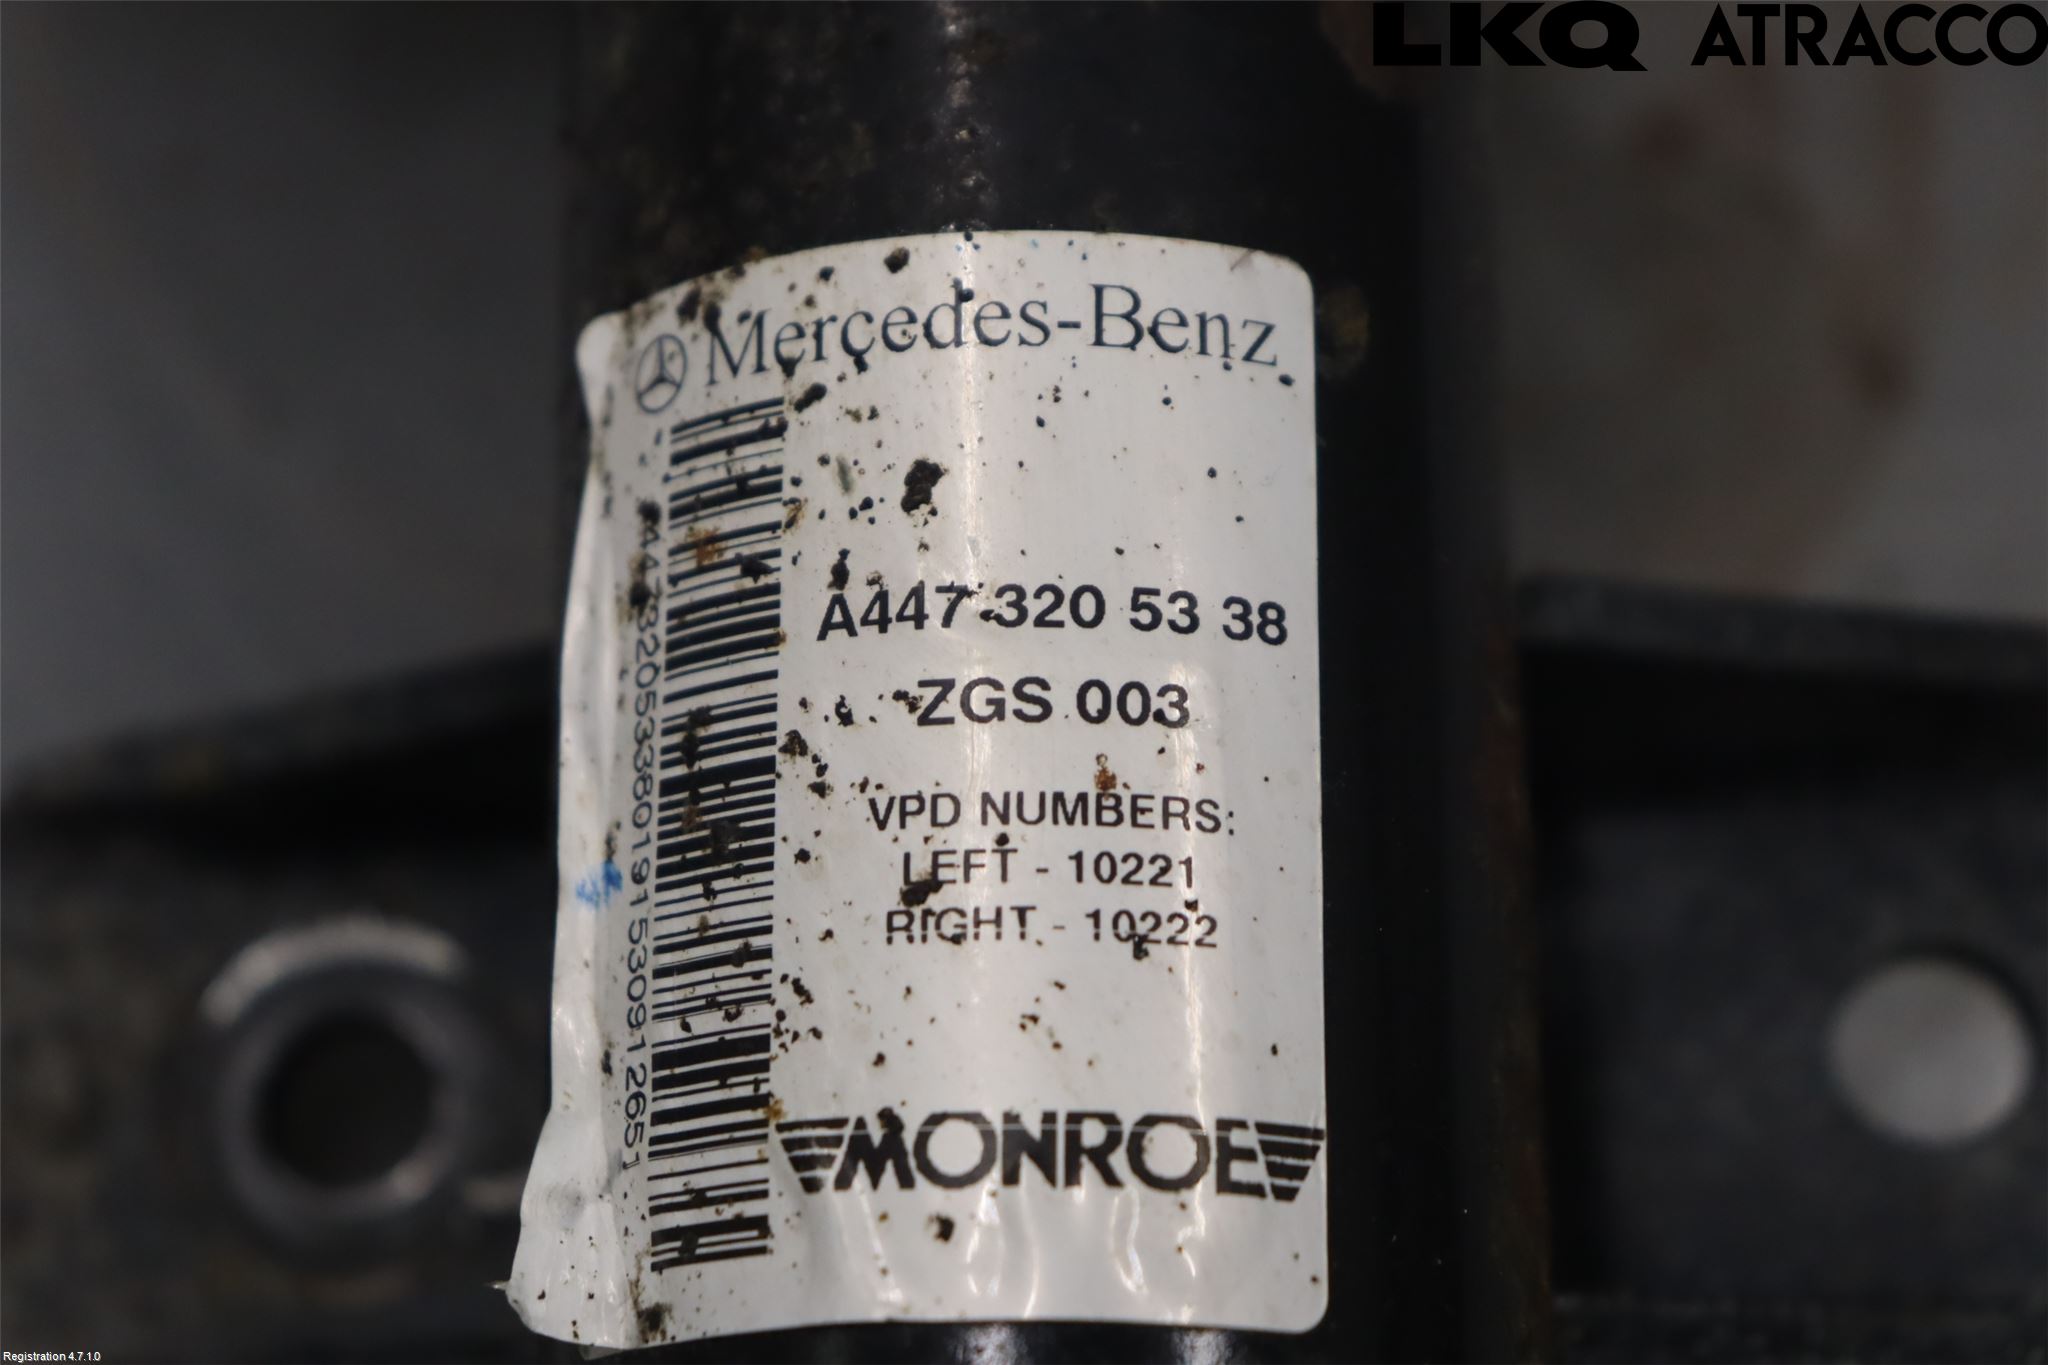 LKQ ATRACCO
Mercedes-Benz
A447 320 53 38
ZGS 003
VPD NUMBERS:
LEFT - 10221
RIGHT - 10222
MONROE
Registration 4.7.1.0